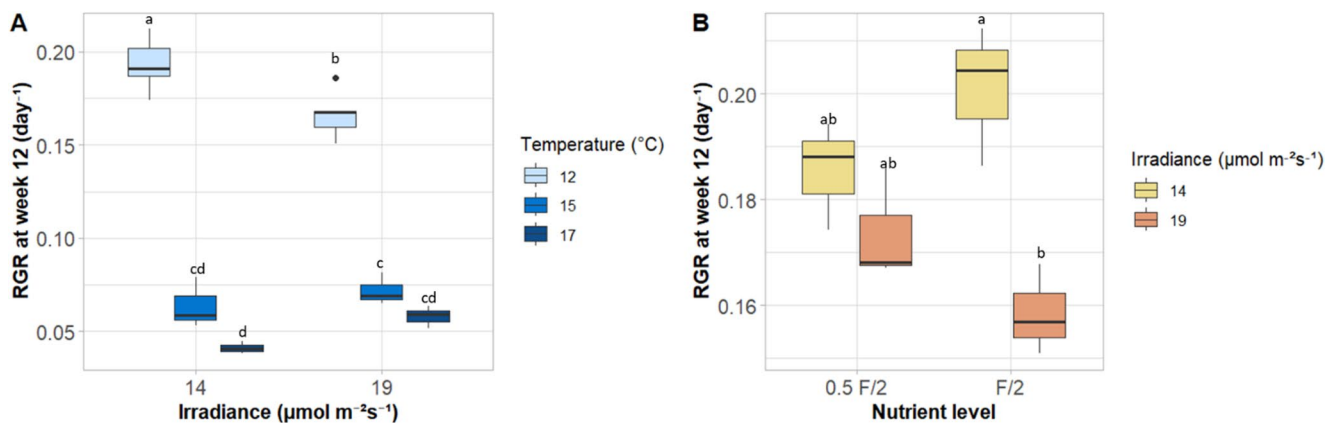 A
RGR at week 12 (day⁻¹)
0.20
0.15
0.10
0.05
a
b
cd
d
c
cd
14
19
Irradiance (μmol m⁻²s⁻¹)
Temperature (°C)
12
15
17
B
RGR at week 12 (day⁻¹)
0.20
0.18
0.16
ab
ab
a
b
0.5 F/2
F/2
Nutrient level
Irradiance (μmol m⁻²s⁻¹)
14
19